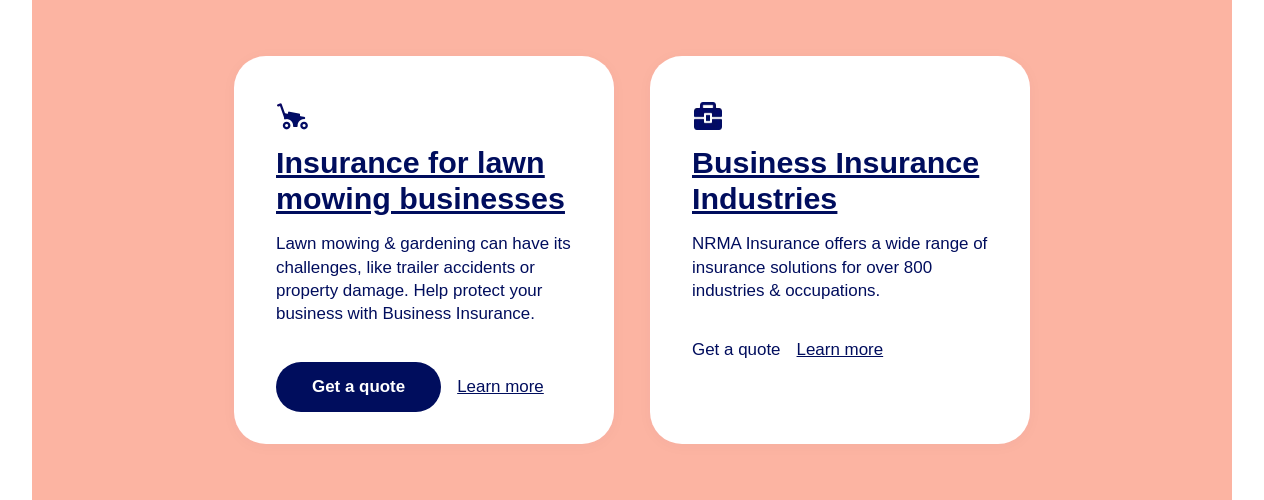 Insurance for lawn
mowing businesses
Lawn mowing & gardening can have its
challenges, like trailer accidents or
property damage. Help protect your
business with Business Insurance.
Get a quote Learn more
Business Insurance
Industries
NRMA Insurance offers a wide range of
insurance solutions for over 800
industries & occupations.
Get a quote Learn more